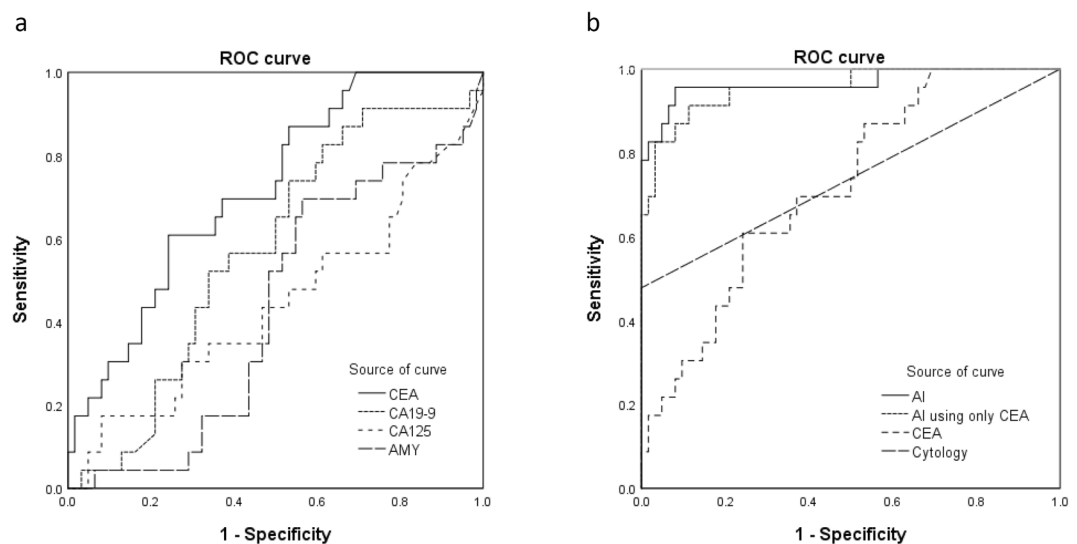 a
ROC curve
1.0
0.8
0.6
0.4
0.2
0.0
Sensitivity
Source of curve
CEA
CA19-9
CA125
AMY
0.0 0.2 0.4 0.6 0.8 1.0
1 - Specificity
b
ROC curve
1.0
0.8
0.6
0.4
0.2
0.0
Sensitivity
Source of curve
AI
AI using only CEA
CEA
Cytology
0.0 0.2 0.4 0.6 0.8 1.0
1 - Specificity